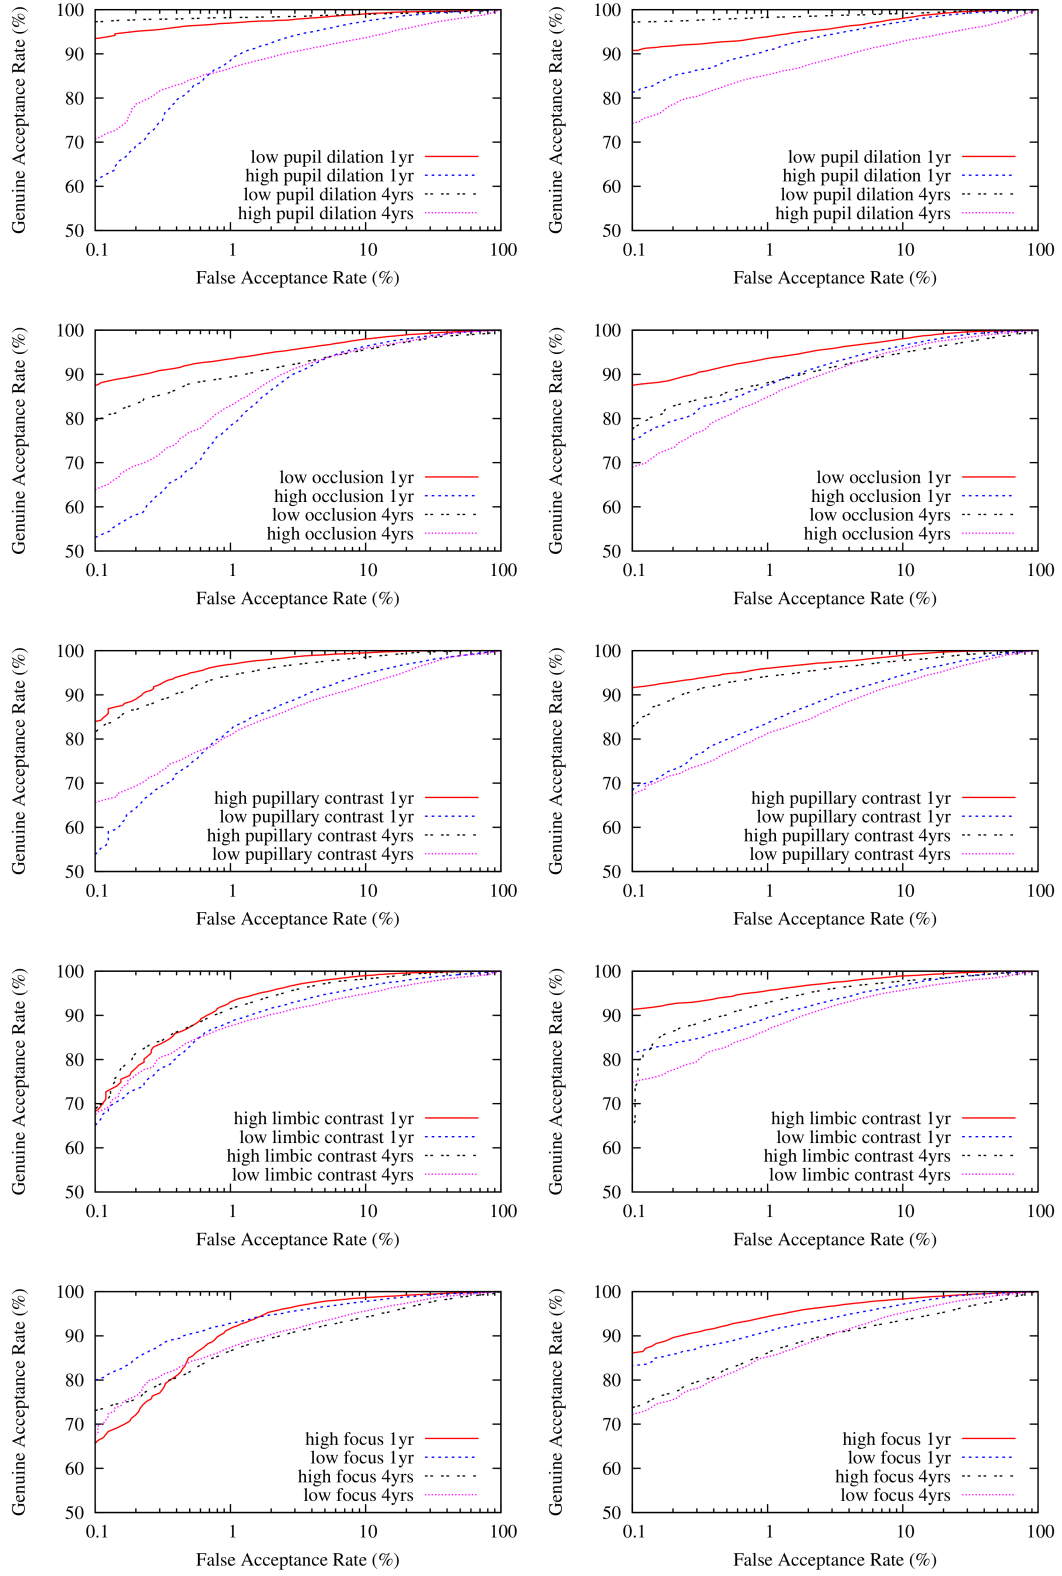 Genuine Acceptance Rate (%)
100
90
80
70
60
50
low pupil dilation 1yr
high pupil dilation 1yr
low pupil dilation 4yrs
high pupil dilation 4yrs
0.1 1 10 100
False Acceptance Rate (%)
Genuine Acceptance Rate (%)
100
90
80
70
60
50
low pupil dilation 1yr
high pupil dilation 1yr
low pupil dilation 4yrs
high pupil dilation 4yrs
0.1 1 10 100
False Acceptance Rate (%)
Genuine Acceptance Rate (%)
100
90
80
70
60
50
low occlusion 1yr
high occlusion 1yr
low occlusion 4yrs
high occlusion 4yrs
0.1 1 10 100
False Acceptance Rate (%)
Genuine Acceptance Rate (%)
100
90
80
70
60
50
low occlusion 1yr
high occlusion 1yr
low occlusion 4yrs
high occlusion 4yrs
0.1 1 10 100
False Acceptance Rate (%)
Genuine Acceptance Rate (%)
100
90
80
70
60
50
high pupillary contrast 1yr
low pupillary contrast 1yr
high pupillary contrast 4yrs
low pupillary contrast 4yrs
0.1 1 10 100
False Acceptance Rate (%)
Genuine Acceptance Rate (%)
100
90
80
70
60
50
high pupillary contrast 1yr
low pupillary contrast 1yr
high pupillary contrast 4yrs
low pupillary contrast 4yrs
0.1 1 10 100
False Acceptance Rate (%)
Genuine Acceptance Rate (%)
100
90
80
70
60
50
high limbic contrast 1yr
low limbic contrast 1yr
high limbic contrast 4yrs
low limbic contrast 4yrs
0.1 1 10 100
False Acceptance Rate (%)
Genuine Acceptance Rate (%)
100
90
80
70
60
50
high limbic contrast 1yr
low limbic contrast 1yr
high limbic contrast 4yrs
low limbic contrast 4yrs
0.1 1 10 100
False Acceptance Rate (%)
Genuine Acceptance Rate (%)
100
90
80
70
60
50
high focus 1yr
low focus 1yr
high focus 4yrs
low focus 4yrs
0.1 1 10 100
False Acceptance Rate (%)
Genuine Acceptance Rate (%)
100
90
80
70
60
50
high focus 1yr
low focus 1yr
high focus 4yrs
low focus 4yrs
0.1 1 10 100
False Acceptance Rate (%)